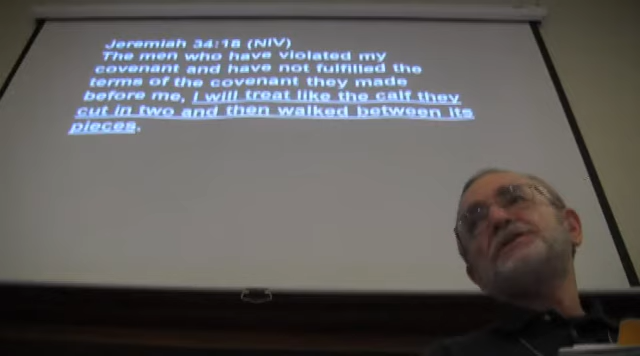 Jeremiah 34:18 (NIV)
The men who have violated my
covenant and have not fulfilled the
terms of the covenant they made
before me, I will treat like the calf they
cut in two and then walked between its
pieces.